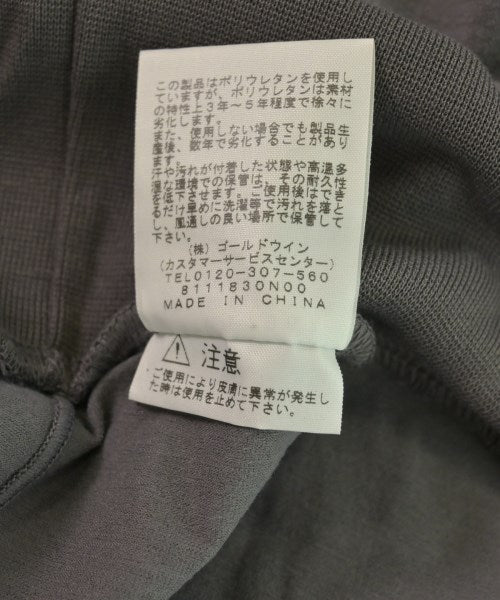 この製品はポリウレタンを使用し
ていますが、ポリウレタンは素材
の特性上3年～5年程度で徐々に
劣化します。
また、使用しない場合でも製品生
産後、数年で劣化することがあり
ます。
汗や汚れが付着した状態や高温多
湿な環境での保管は、その耐久性
を低下させます。ご使用後はでき
るだけ早めに洗濯等で汚れを落と
し、風通しの良い場所で保管して
下さい。
(株) ゴールドウイン
(カスタマーサービスセンター)
TEL0120-307-560
8111830N00
MADE IN CHINA
注意
・ご使用により皮膚に異常が発生し
た時は使用を止めて下さい。